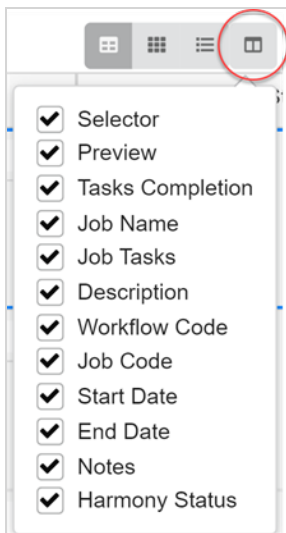 Selector
Preview
Tasks Completion
Job Name
Job Tasks
Description
Workflow Code
Job Code
Start Date
End Date
Notes
Harmony Status